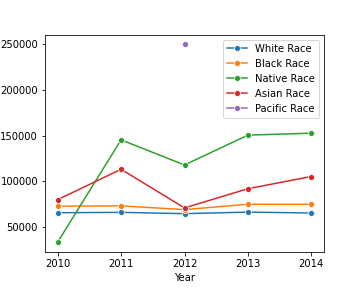 250000
200000
150000
100000
50000
2010 2011 2012 2013 2014
Year
White Race
Black Race
Native Race
Asian Race
Pacific Race